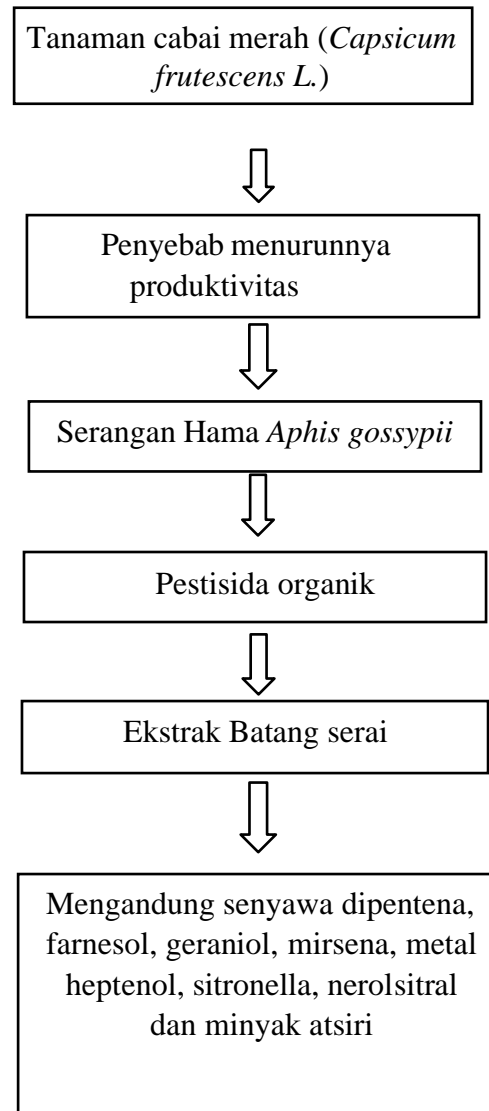 Tanaman cabai merah (Capsicum
frutescens L.)
Penyebab menurunnya
produktivitas
Serangan Hama Aphis gossypii
Pestisida organik
Ekstrak Batang serai
Mengandung senyawa dipentena,
farnesol, geraniol, mirsena, metal
heptenol, sitronella, nerolsitral
dan minyak atsiri